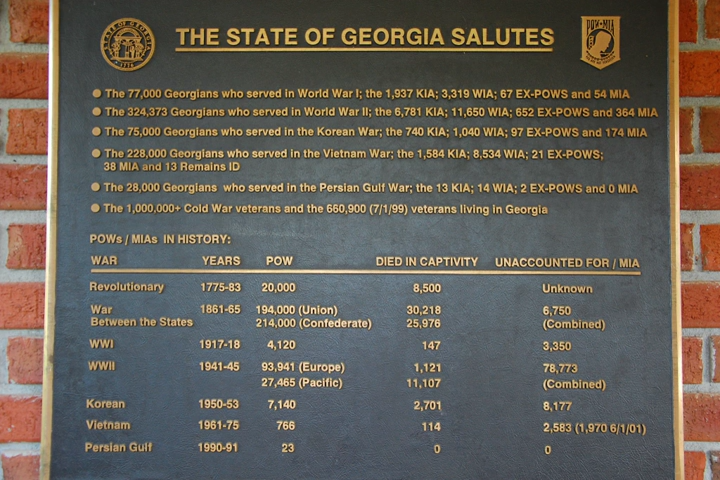 THE STATE OF GEORGIA SALUTES
POW★MIA
● The 77,000 Georgians who served in World War I; the 1,937 KIA; 3,319 WIA; 67 EX-POWS and 54 MIA
● The 324,373 Georgians who served in World War II; the 6,781 KIA; 11,650 WIA; 652 EX-POWS and 364 MIA
● The 75,000 Georgians who served in the Korean War; the 740 KIA; 1,040 WIA; 97 EX-POWS and 174 MIA
● The 228,000 Georgians who served in the Vietnam War; the 1,584 KIA; 8,534 WIA; 21 EX-POWS;
38 MIA and 13 Remains ID
● The 28,000 Georgians who served in the Persian Gulf War; the 13 KIA; 14 WIA; 2 EX-POWS and 0 MIA
● The 1,000,000+ Cold War veterans and the 660,900 (7/1/99) veterans living in Georgia
POWs / MIAs IN HISTORY:
WAR YEARS POW DIED IN CAPTIVITY UNACCOUNTED FOR / MIA
Revolutionary 1775-83 20,000 8,500 Unknown
War 1861-65 194,000 (Union) 30,218 6,750
Between the States 214,000 (Confederate) 25,976 (Combined)
WWI 1917-18 4,120 147 3,350
WWII 1941-45 93,941 (Europe) 1,121 78,773
27,465 (Pacific) 11,107 (Combined)
Korean 1950-53 7,140 2,701 8,177
Vietnam 1961-75 766 114 2,583 (1,970 6/1/01)
Persian Gulf 1990-91 23 0 0